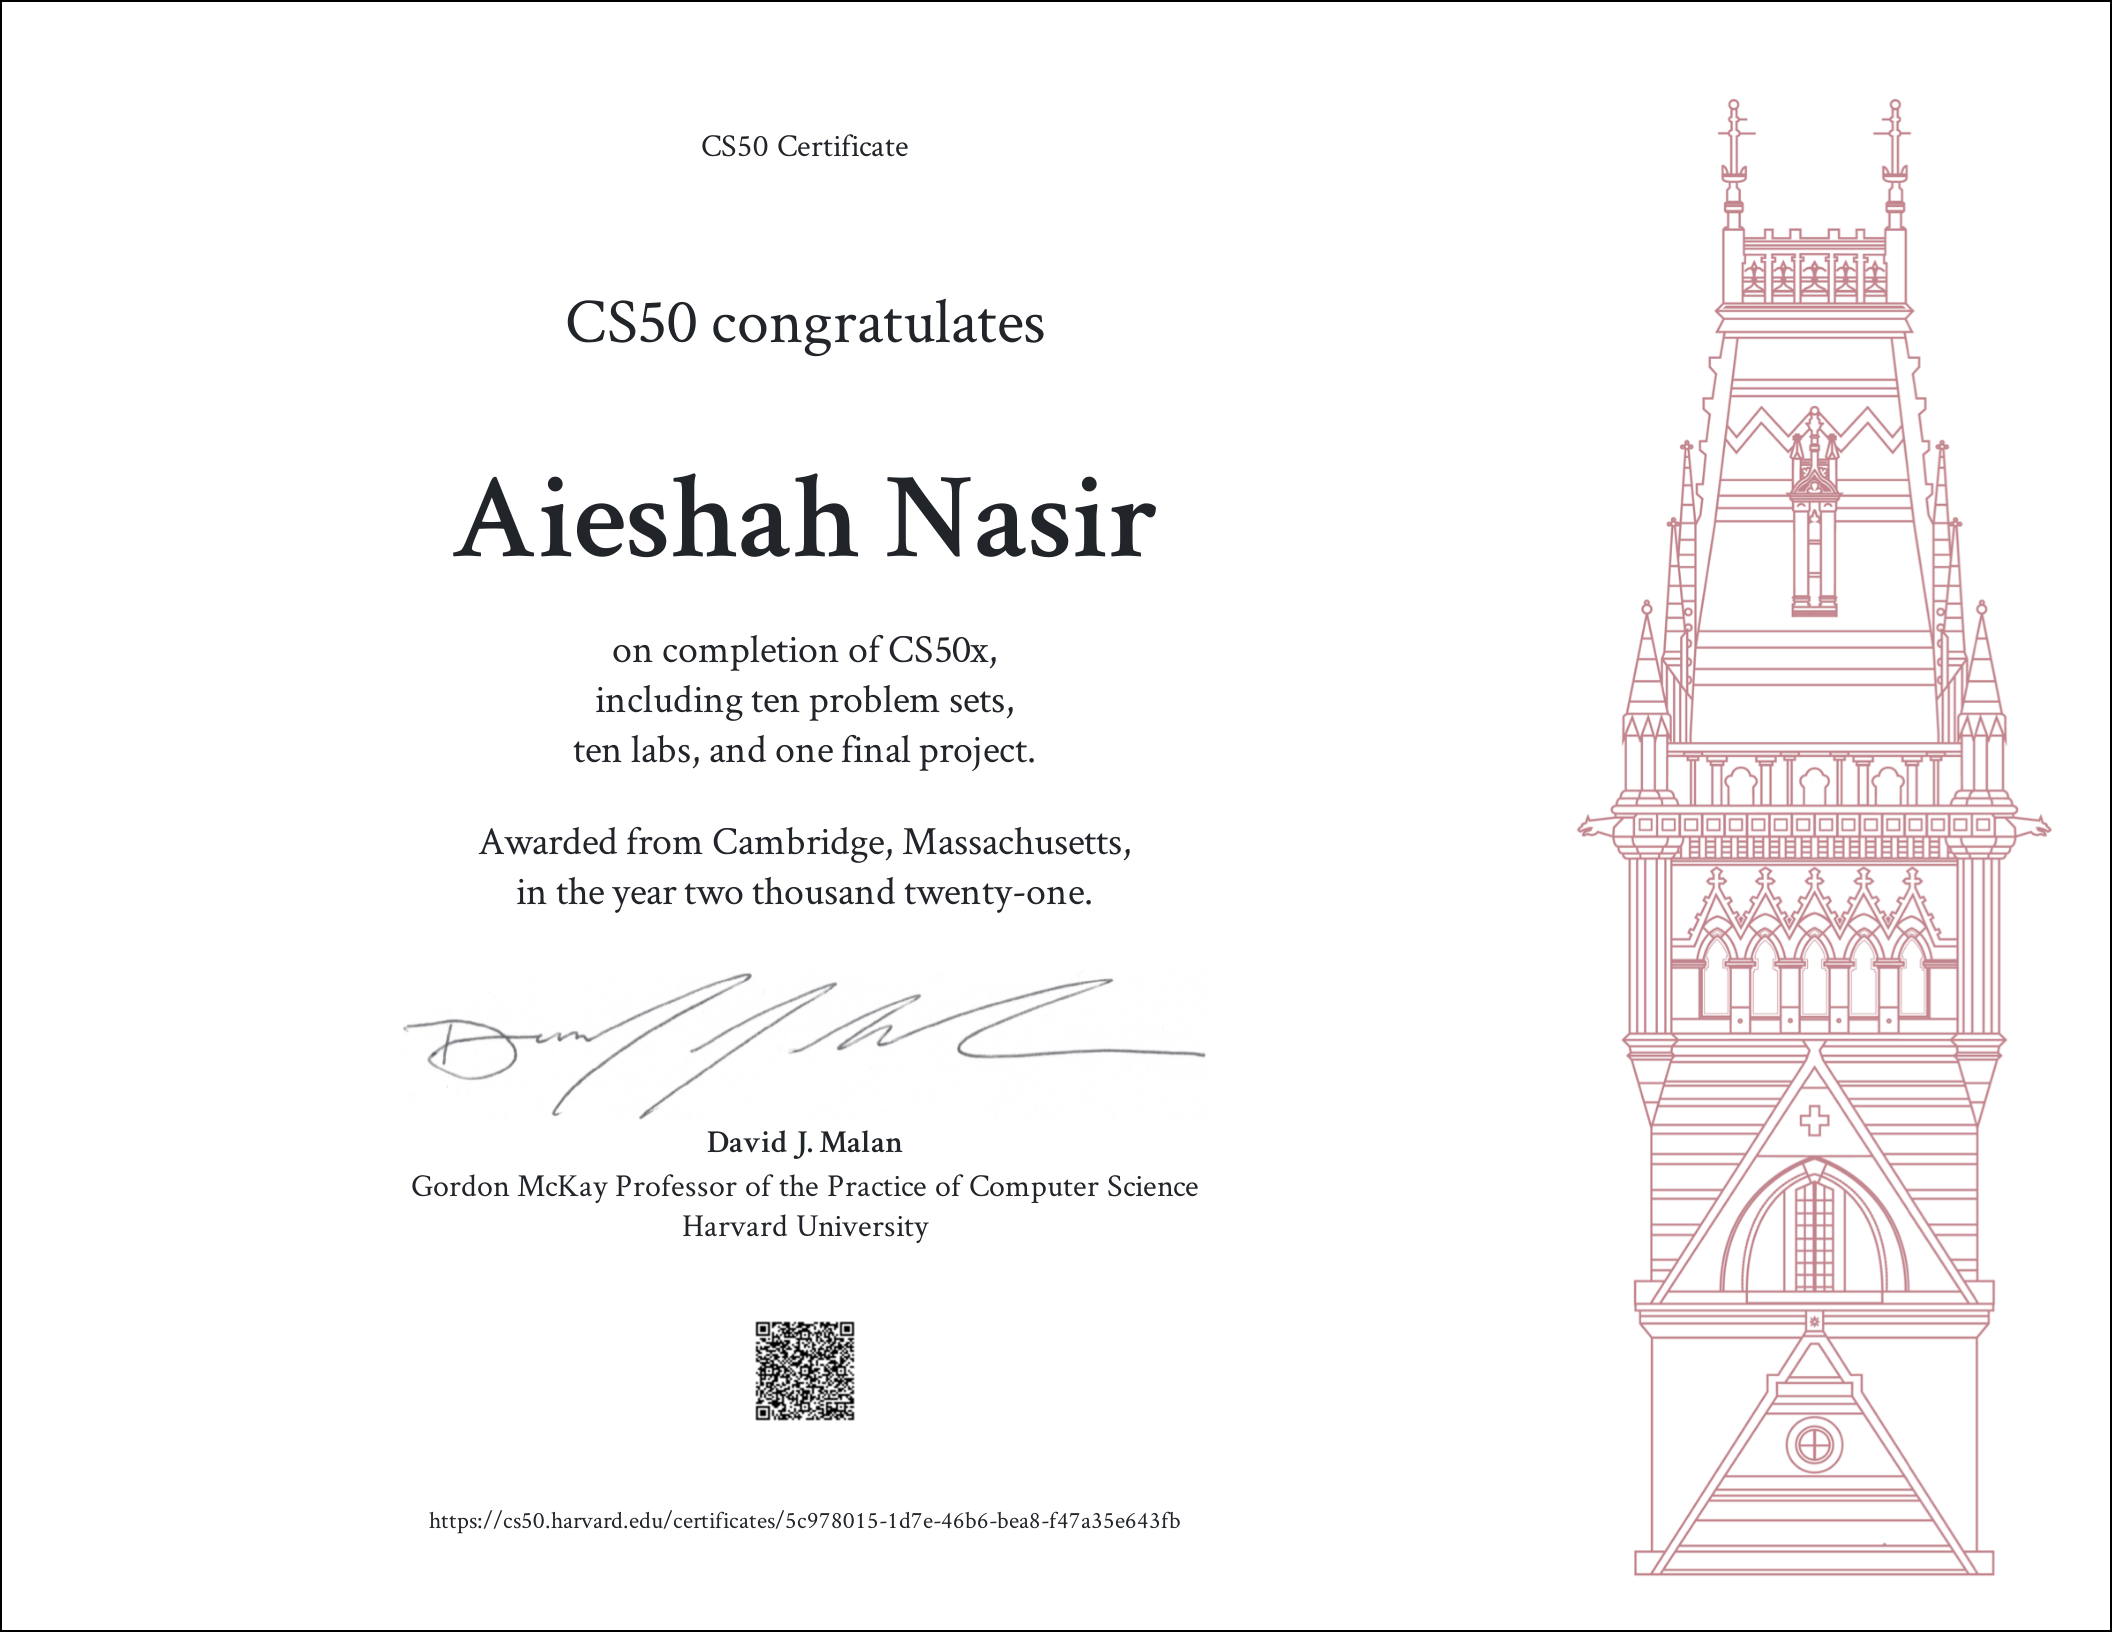 CS50 Certificate
CS50 congratulates
Aieshah Nasir
on completion of CS50x,
including ten problem sets,
ten labs, and one final project.
Awarded from Cambridge, Massachusetts,
in the year two thousand twenty-one.
David J. Malan
Gordon McKay Professor of the Practice of Computer Science
Harvard University
https://cs50.harvard.edu/certificates/5c978015-1d7e-46b6-bea8-f47a35e643fb